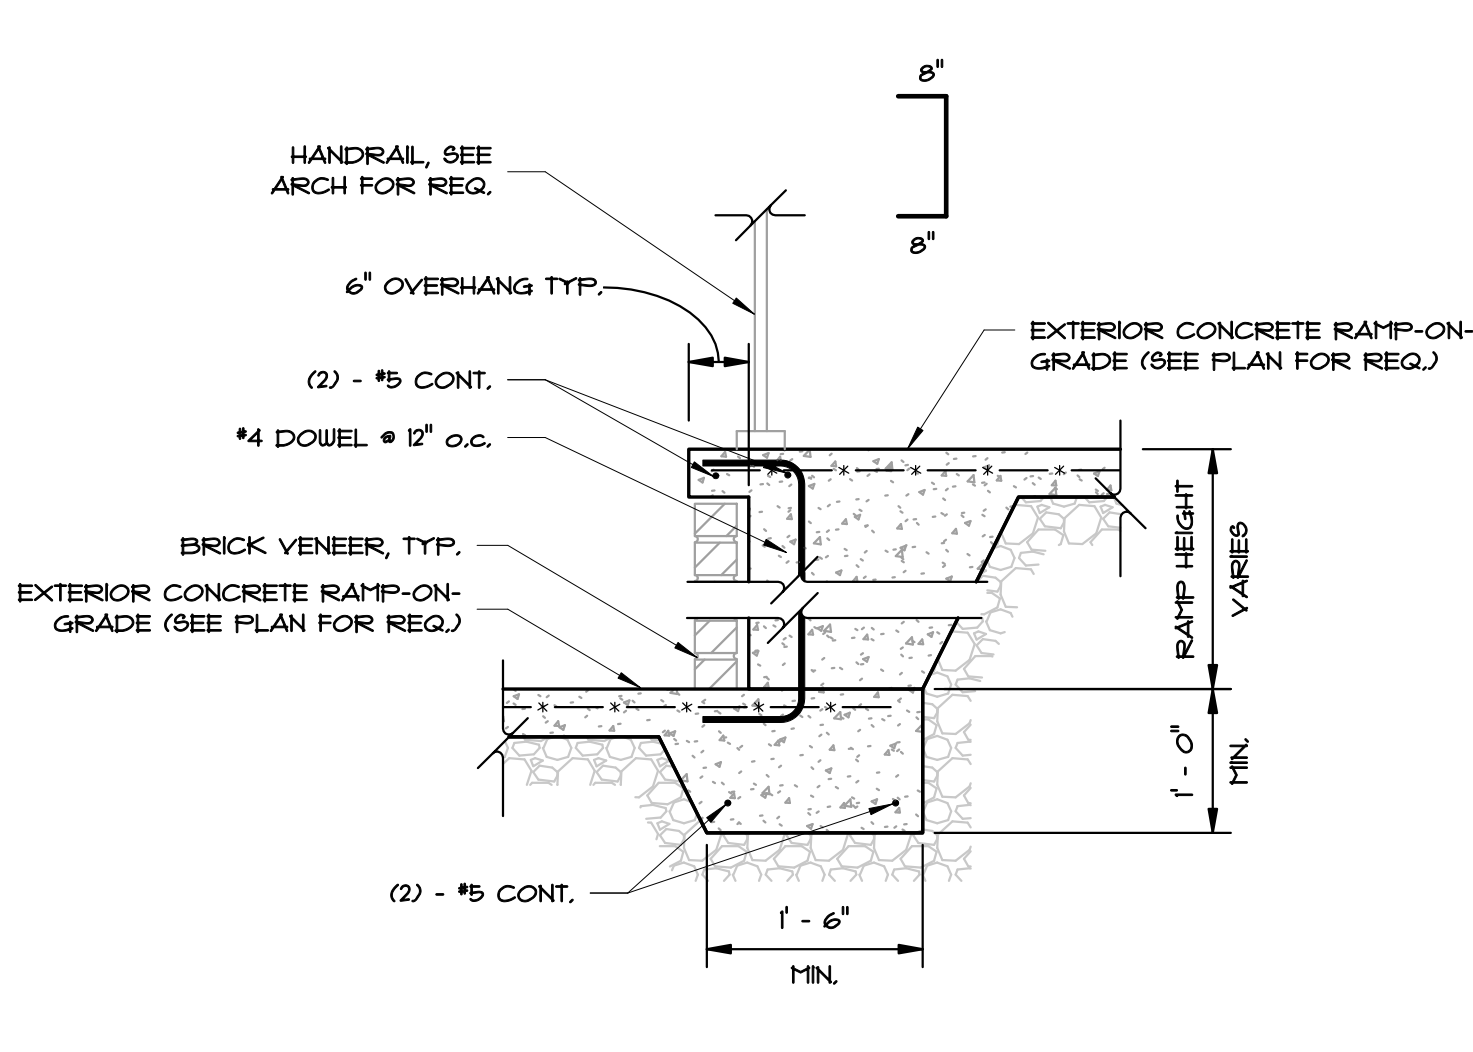 8"
HANDRAIL, SEE
ARCH FOR REQ.
8"
6" OVERHANG TYP.
EXTERIOR CONCRETE RAMP-ON-
GRADE (SEE PLAN FOR REQ.)
(2) - #5 CONT.
#4 DOWEL @ 12" O.C.
RAMP HEIGHT
VARIES
BRICK VENEER, TYP.
EXTERIOR CONCRETE RAMP-ON-
GRADE (SEE PLAN FOR REQ.)
1' - 0"
MIN.
(2) - #5 CONT.
1' - 6"
MIN.